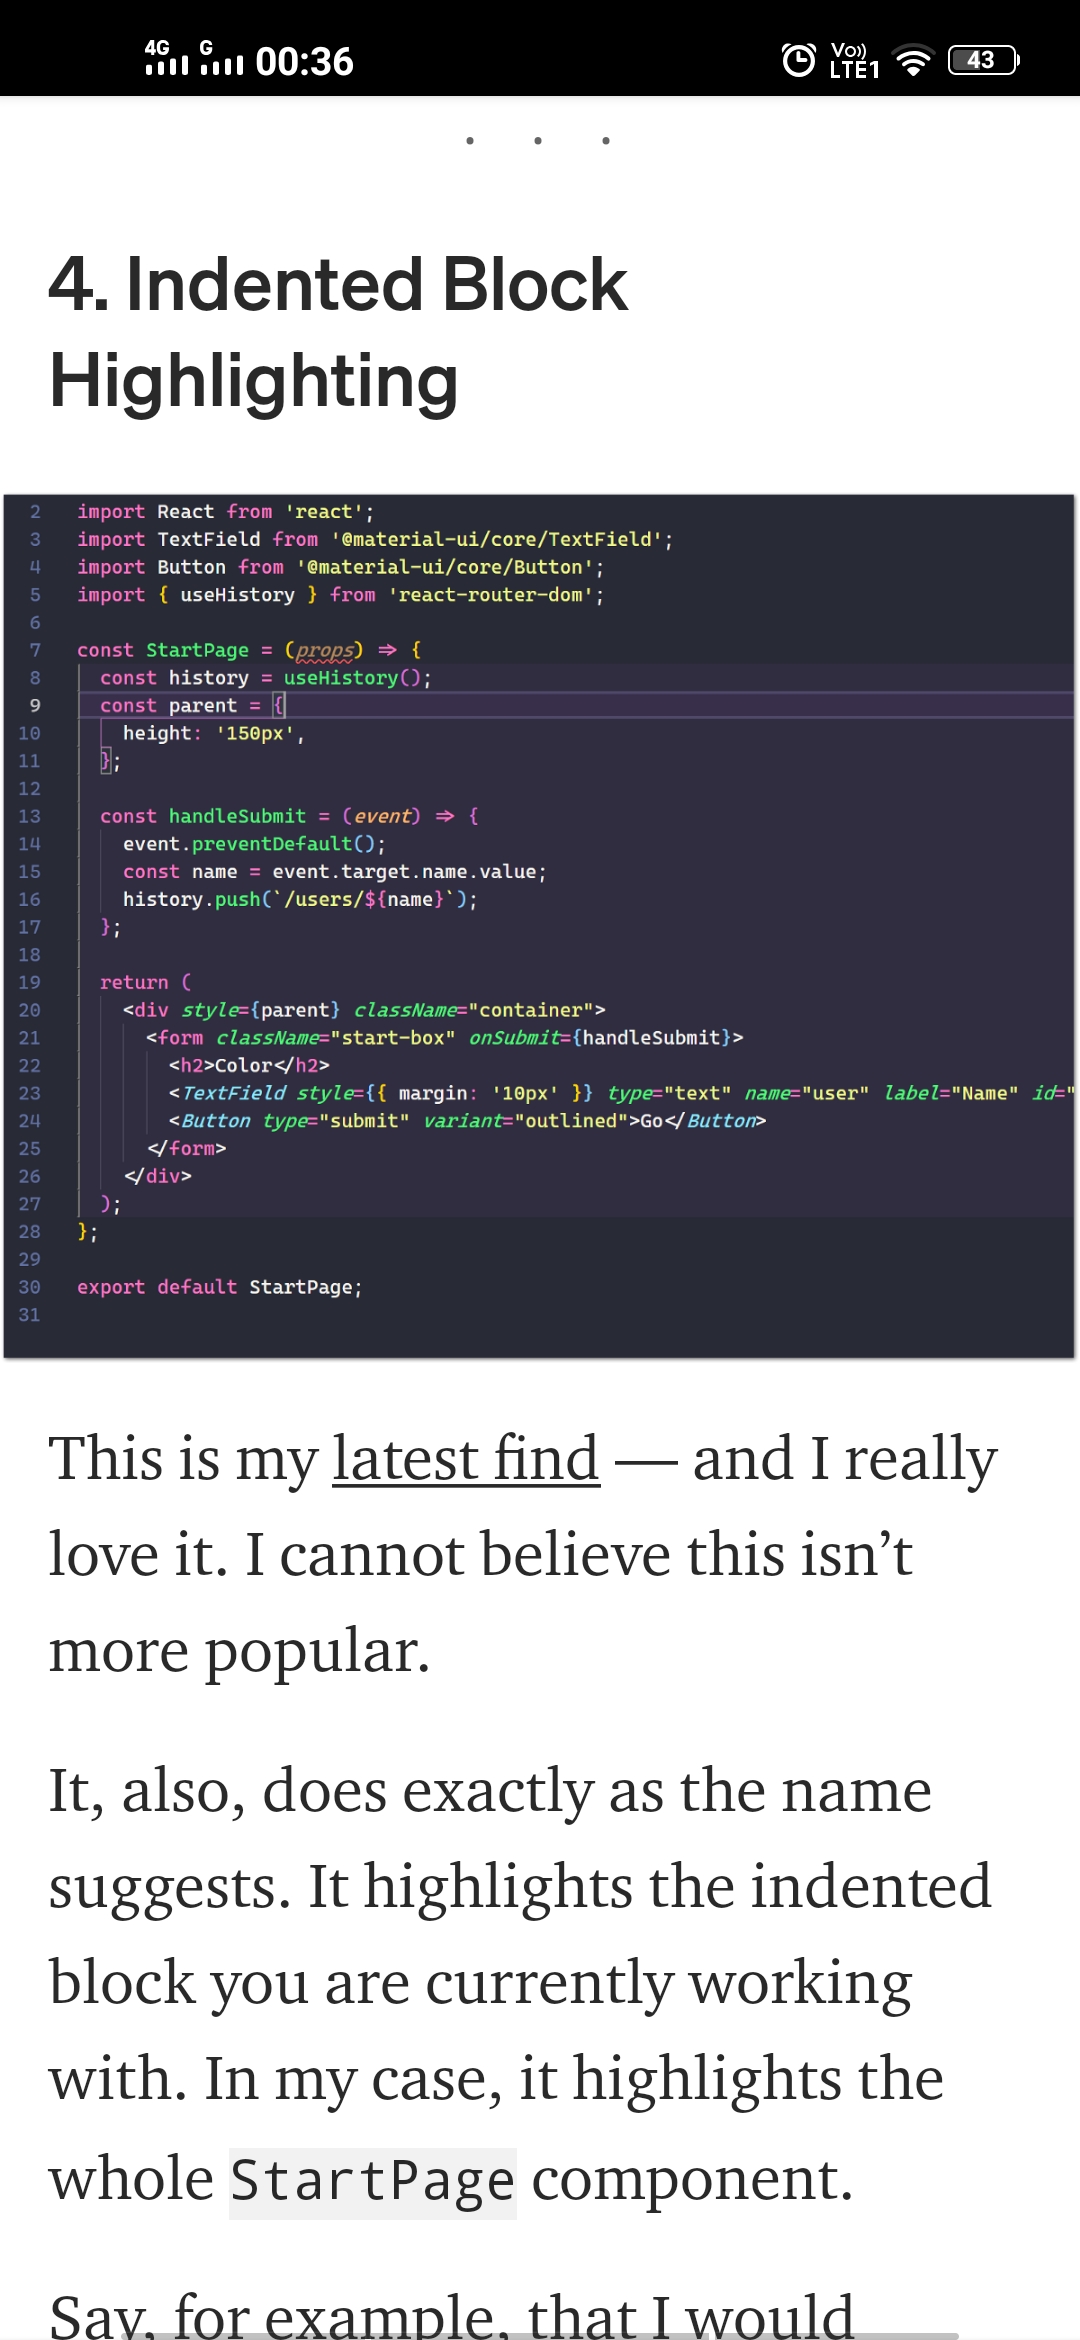 4G G 00:36 Vo)) LTE1 43
4. Indented Block
Highlighting
2 import React from 'react';
3 import TextField from '@material-ui/core/TextField';
4 import Button from '@material-ui/core/Button';
5 import { useHistory } from 'react-router-dom';
6
7 const StartPage = (props) => {
8 const history = useHistory();
9 const parent = {
10 height: '150px',
11 };
12
13 const handleSubmit = (event) => {
14 event.preventDefault();
15 const name = event.target.name.value;
16 history.push(`/users/${name}`);
17 };
18
19 return (
20 <div style={parent} className="container">
21 <form className="start-box" onSubmit={handleSubmit}>
22 <h2>Color</h2>
23 <TextField style={{ margin: '10px' }} type="text" name="user" label="Name" id="
24 <Button type="submit" variant="outlined">Go</Button>
25 </form>
26 </div>
27 );
28 };
29
30 export default StartPage;
31
This is my latest find — and I really
love it. I cannot believe this isn’t
more popular.
It, also, does exactly as the name
suggests. It highlights the indented
block you are currently working
with. In my case, it highlights the
whole StartPage component.
Say, for example, that I would